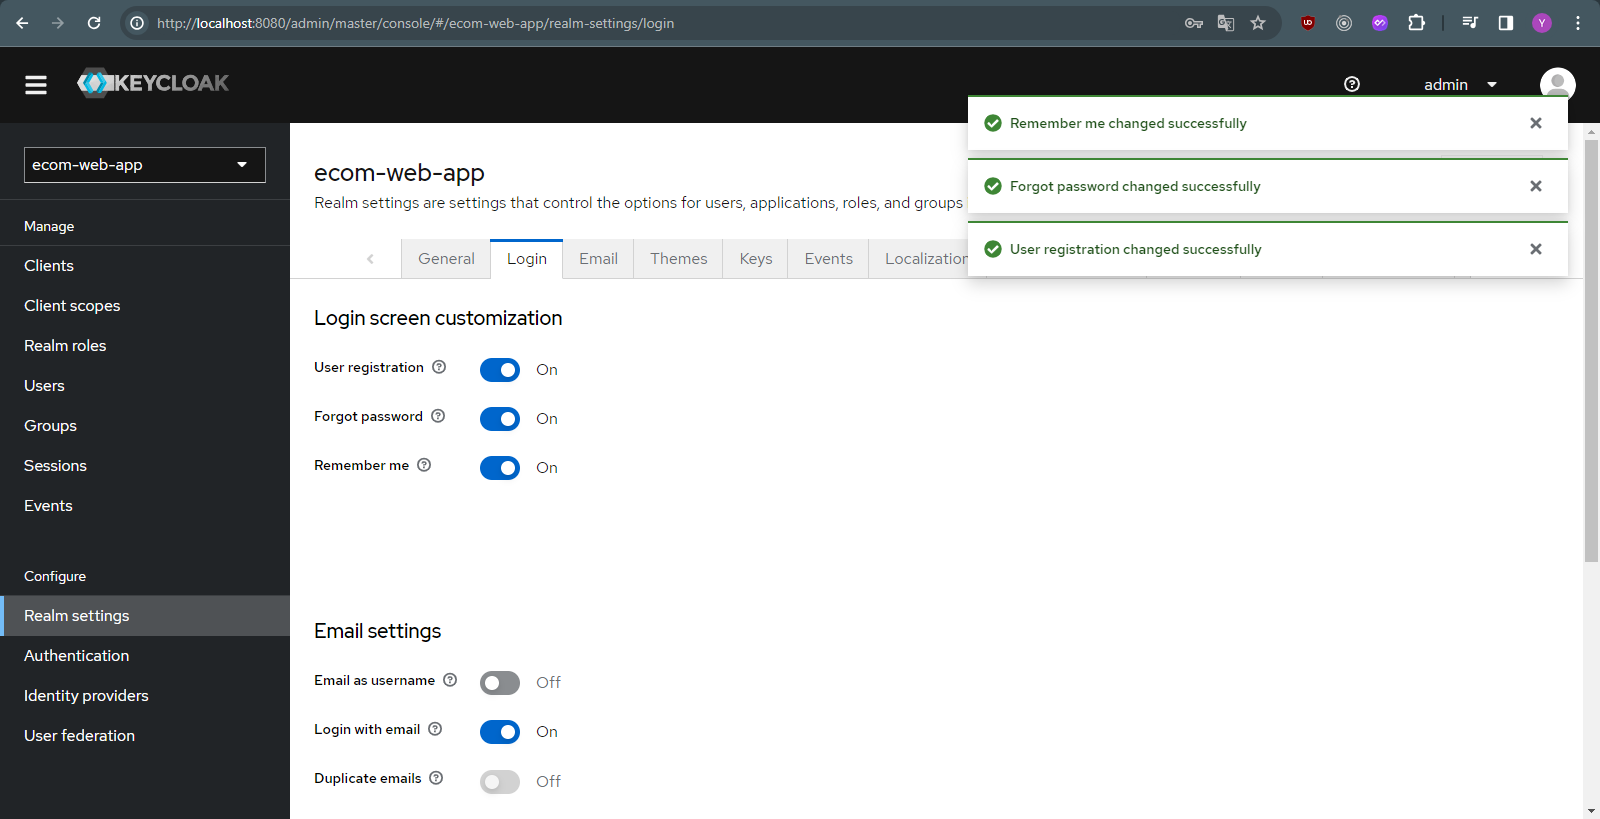 http://localhost:8080/admin/master/console/#/ecom-web-app/realm-settings/login
UD
Y
KEYCLOAK
admin
ecom-web-app
Manage
Clients
Client scopes
Realm roles
Users
Groups
Sessions
Events
Configure
Realm settings
Authentication
Identity providers
User federation
Remember me changed successfully
Forgot password changed successfully
User registration changed successfully
ecom-web-app
Realm settings are settings that control the options for users, applications, roles, and groups
General
Login
Email
Themes
Keys
Events
Localization
Login screen customization
User registration
On
Forgot password
On
Remember me
On
Email settings
Email as username
Off
Login with email
On
Duplicate emails
Off